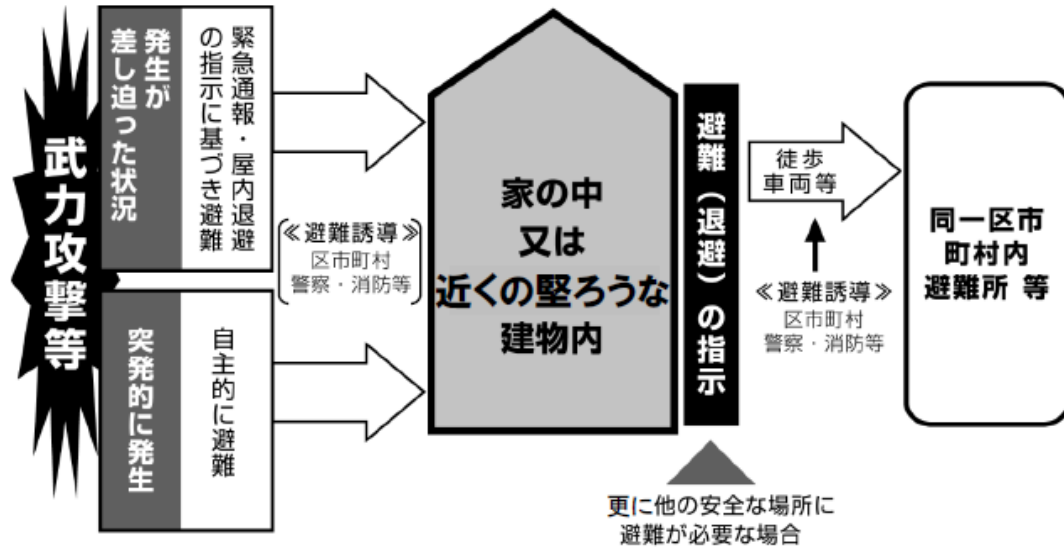 武力攻撃等
発生が
差し迫った状況
緊急通報・屋内退避
の指示に基づき避難
突発的に発生
自主的に避難
≪避難誘導≫
区市町村
警察・消防等
家の中
又は
近くの堅ろうな
建物内
避難（退避）の指示
更に他の安全な場所に
避難が必要な場合
徒歩
車両等
≪避難誘導≫
区市町村
警察・消防等
同一区市
町村内
避難所 等